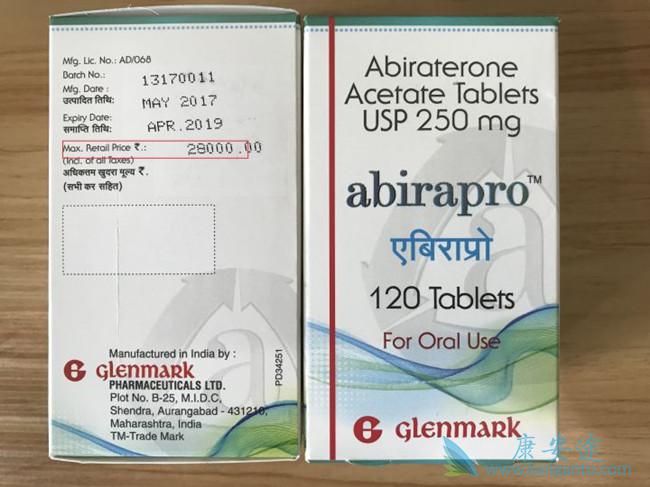 Mfg. Lic. No.: AD/068
Batch No.: 13170011
Mfg. Date :
उत्पादित तिथि: MAY 2017
Expiry Date:
समाप्ति तिथि: APR.2019
Max. Retail Price ₹.: 28000.00
(Incl. of all Taxes)
अधिकतम खुदरा मूल्य ₹.
(सभी कर सहित)
Manufactured in India by :
G glenmark
PHARMACEUTICALS LTD.
Plot No. B-25, M.I.D.C,
Shendra, Aurangabad - 431210,
Maharashtra, India
TM-Trade Mark
PD34251
Abiraterone
Acetate Tablets
USP 250 mg
abirapro™
एबिराप्रो
120 Tablets
For Oral Use
G glenmark
康安途